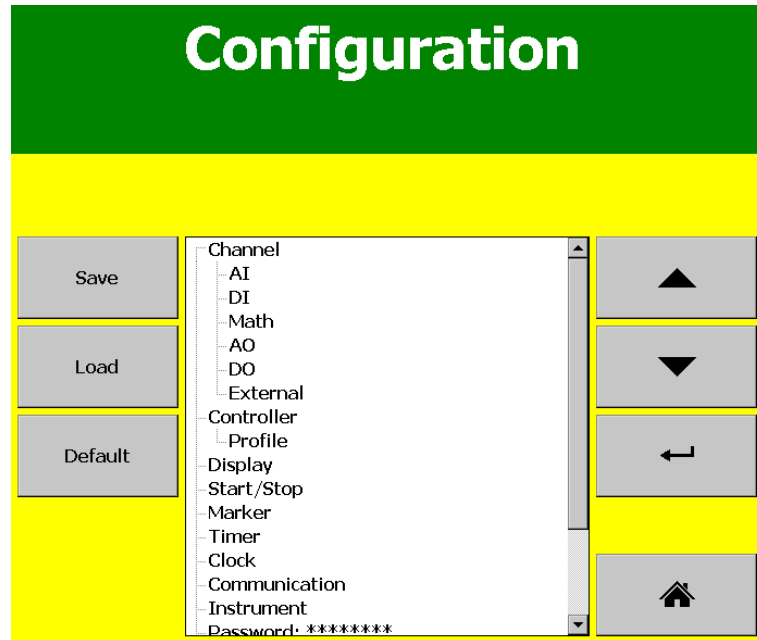 Configuration
Save
Load
Default
Channel
AI
DI
Math
AO
DO
External
Controller
Profile
Display
Start/Stop
Marker
Timer
Clock
Communication
Instrument
Password: ********